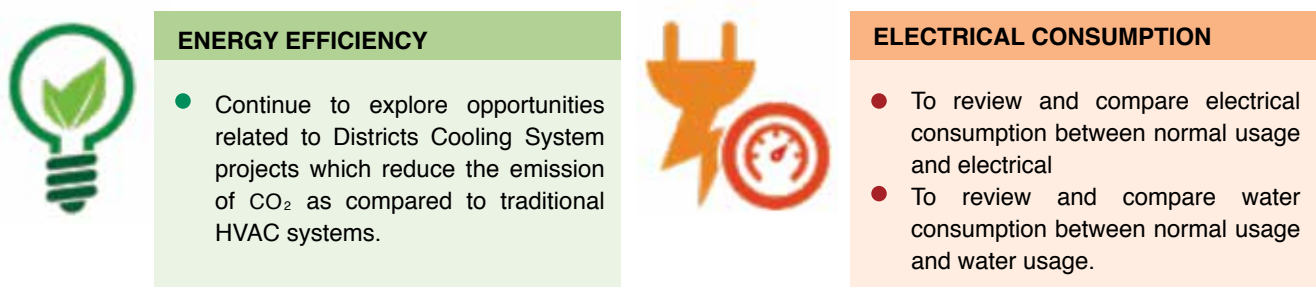 ENERGY EFFICIENCY
Continue to explore opportunities
related to Districts Cooling System
projects which reduce the emission
of CO₂ as compared to traditional
HVAC systems.
ELECTRICAL CONSUMPTION
To review and compare electrical
consumption between normal usage
and electrical
To review and compare water
consumption between normal usage
and water usage.